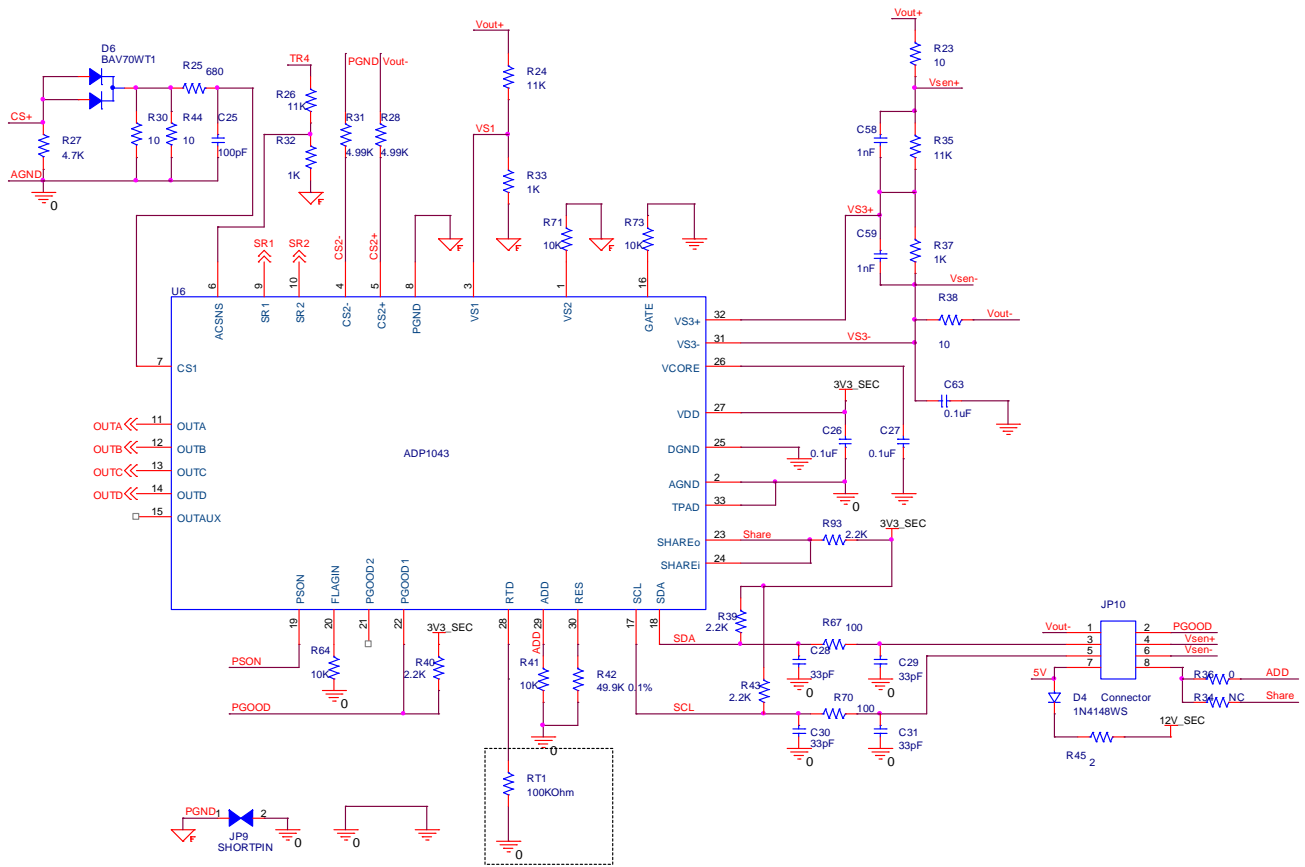 Vout+
D6
BAV70WT1
R25
680
CS+
R27
4.7K
AGND
0
R30
10
R44
10
C25
100pF
TR4
R26
11K
R32
1K
F
PGND
Vout-
R31
4.99K
R28
4.99K
Vout+
R24
11K
VS1
R33
1K
F
R71
10K
F
R73
10K
F
SR1
SR2
CS2-
CS2+
R23
10
Vsen+
C58
1nF
R35
11K
VS3+
C59
1nF
R37
1K
Vsen-
R38
10
Vout-
VS3-
C63
0.1uF
U6
6
9
10
4
5
8
3
1
16
ACSNS
SR1
SR2
CS2-
CS2+
PGND
VS1
VS2
GATE
7
CS1
OUTA
11
OUTA
OUTB
12
OUTB
OUTC
13
OUTC
OUTD
14
OUTD
15
OUTAUX
ADP1043
VS3+
32
VS3-
31
VCORE
26
VDD
27
DGND
25
AGND
2
TPAD
33
SHAREo
23
SHAREi
24
3V3_SEC
C26
0.1uF
0
C27
0.1uF
Share
R93
2.2K
3V3_SEC
PSON
FLAGIN
PGOOD2
PGOOD1
RTD
ADD
RES
SCL
SDA
19
20
21
22
28
29
30
17
18
PSON
R64
10K
0
PGOOD
3V3_SEC
R40
2.2K
ADD
R41
10K
R42
49.9K 0.1%
0
RT1
100KOhm
0
R39
2.2K
SDA
R67
100
C28
33pF
0
C29
33pF
0
R43
2.2K
SCL
R70
100
C30
33pF
0
C31
33pF
0
JP10
Vout-
1
2
PGOOD
3
4
Vsen+
5
6
Vsen-
7
8
5V
R36
0
ADD
R34
NC
Share
D4
1N4148WS
Connector
12V_SEC
R45
2
PGND
1
2
F
0
JP9
SHORTPIN
0
0